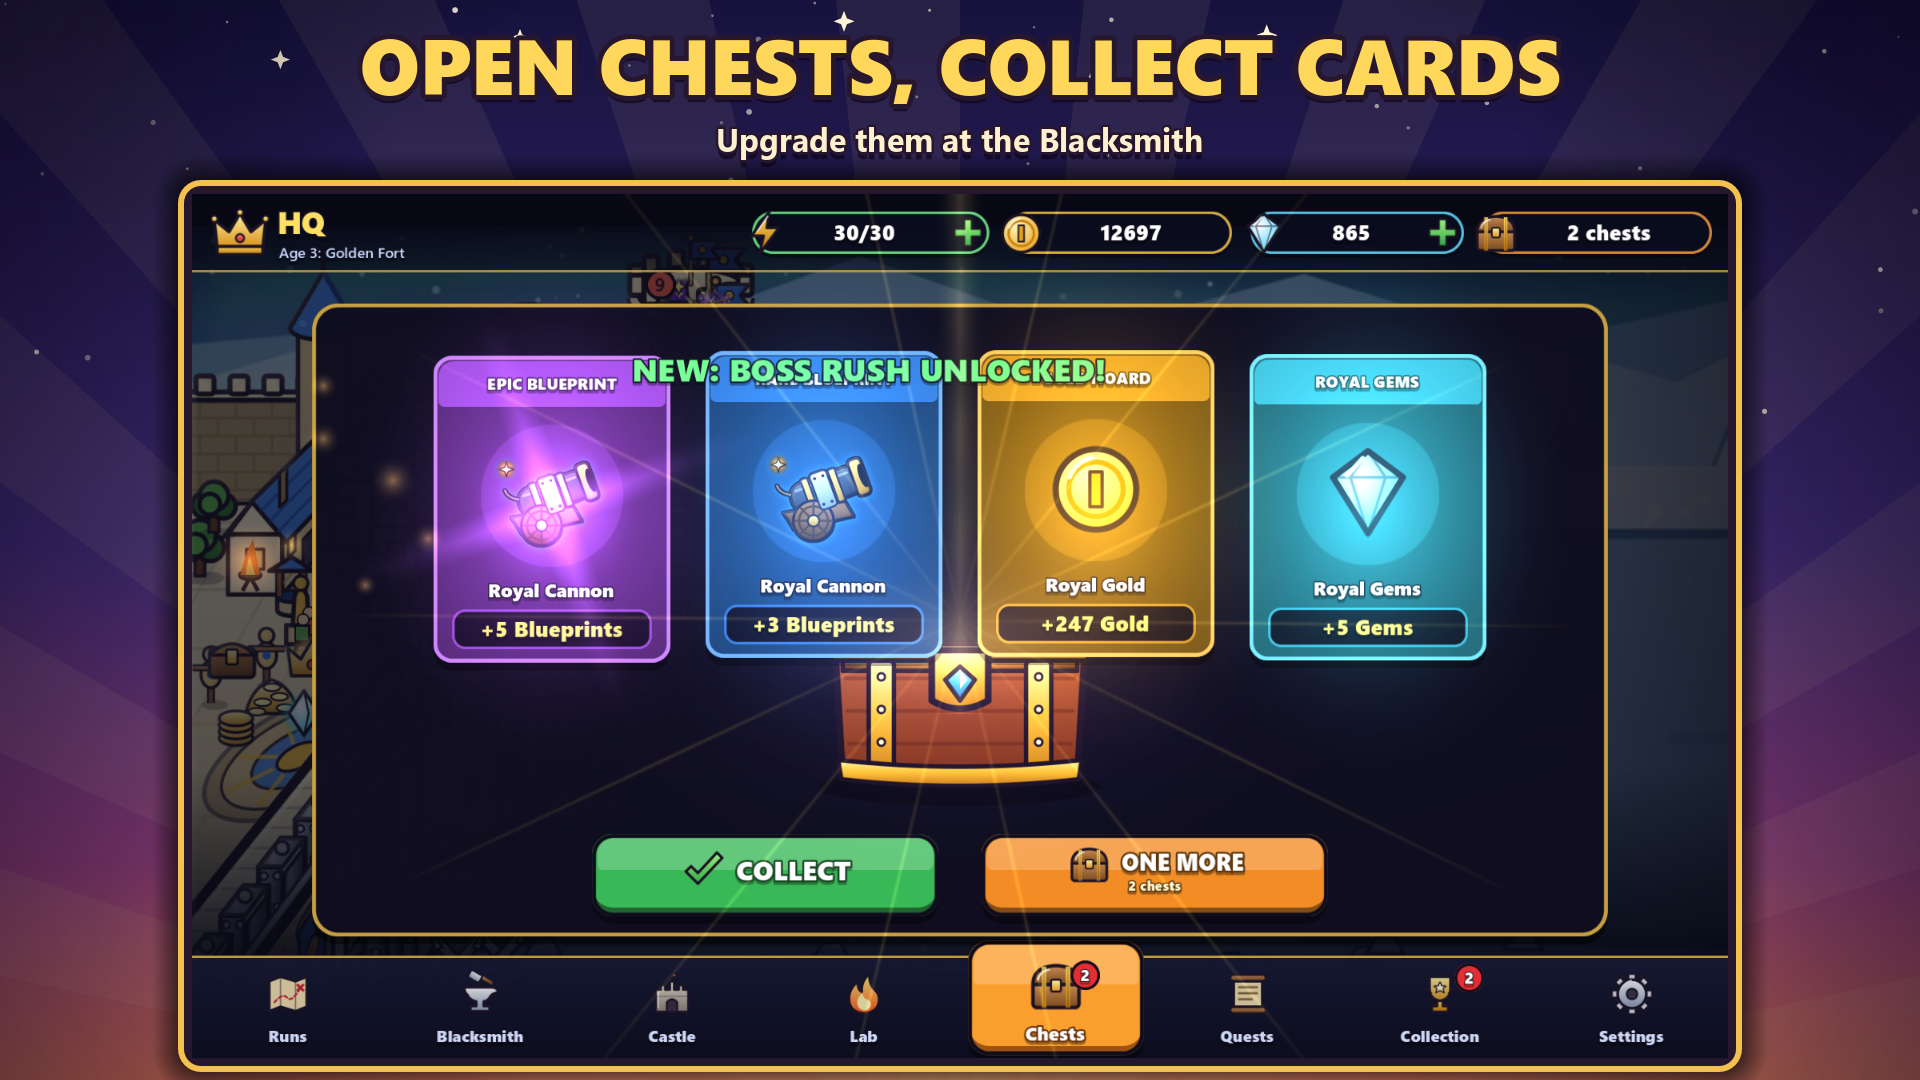 OPEN CHESTS, COLLECT CARDS
Upgrade them at the Blacksmith
HQ
Age 3: Golden Fort
30/30
12697
865
2 chests
9
NEW: BOSS RUSH UNLOCKED!
EPIC BLUEPRINT
ROYAL GEMS
Royal Cannon
+5 Blueprints
Royal Cannon
+3 Blueprints
Royal Gold
+247 Gold
Royal Gems
+5 Gems
COLLECT
ONE MORE
2 chests
Runs
Blacksmith
Castle
Lab
2
Chests
Quests
2
Collection
Settings